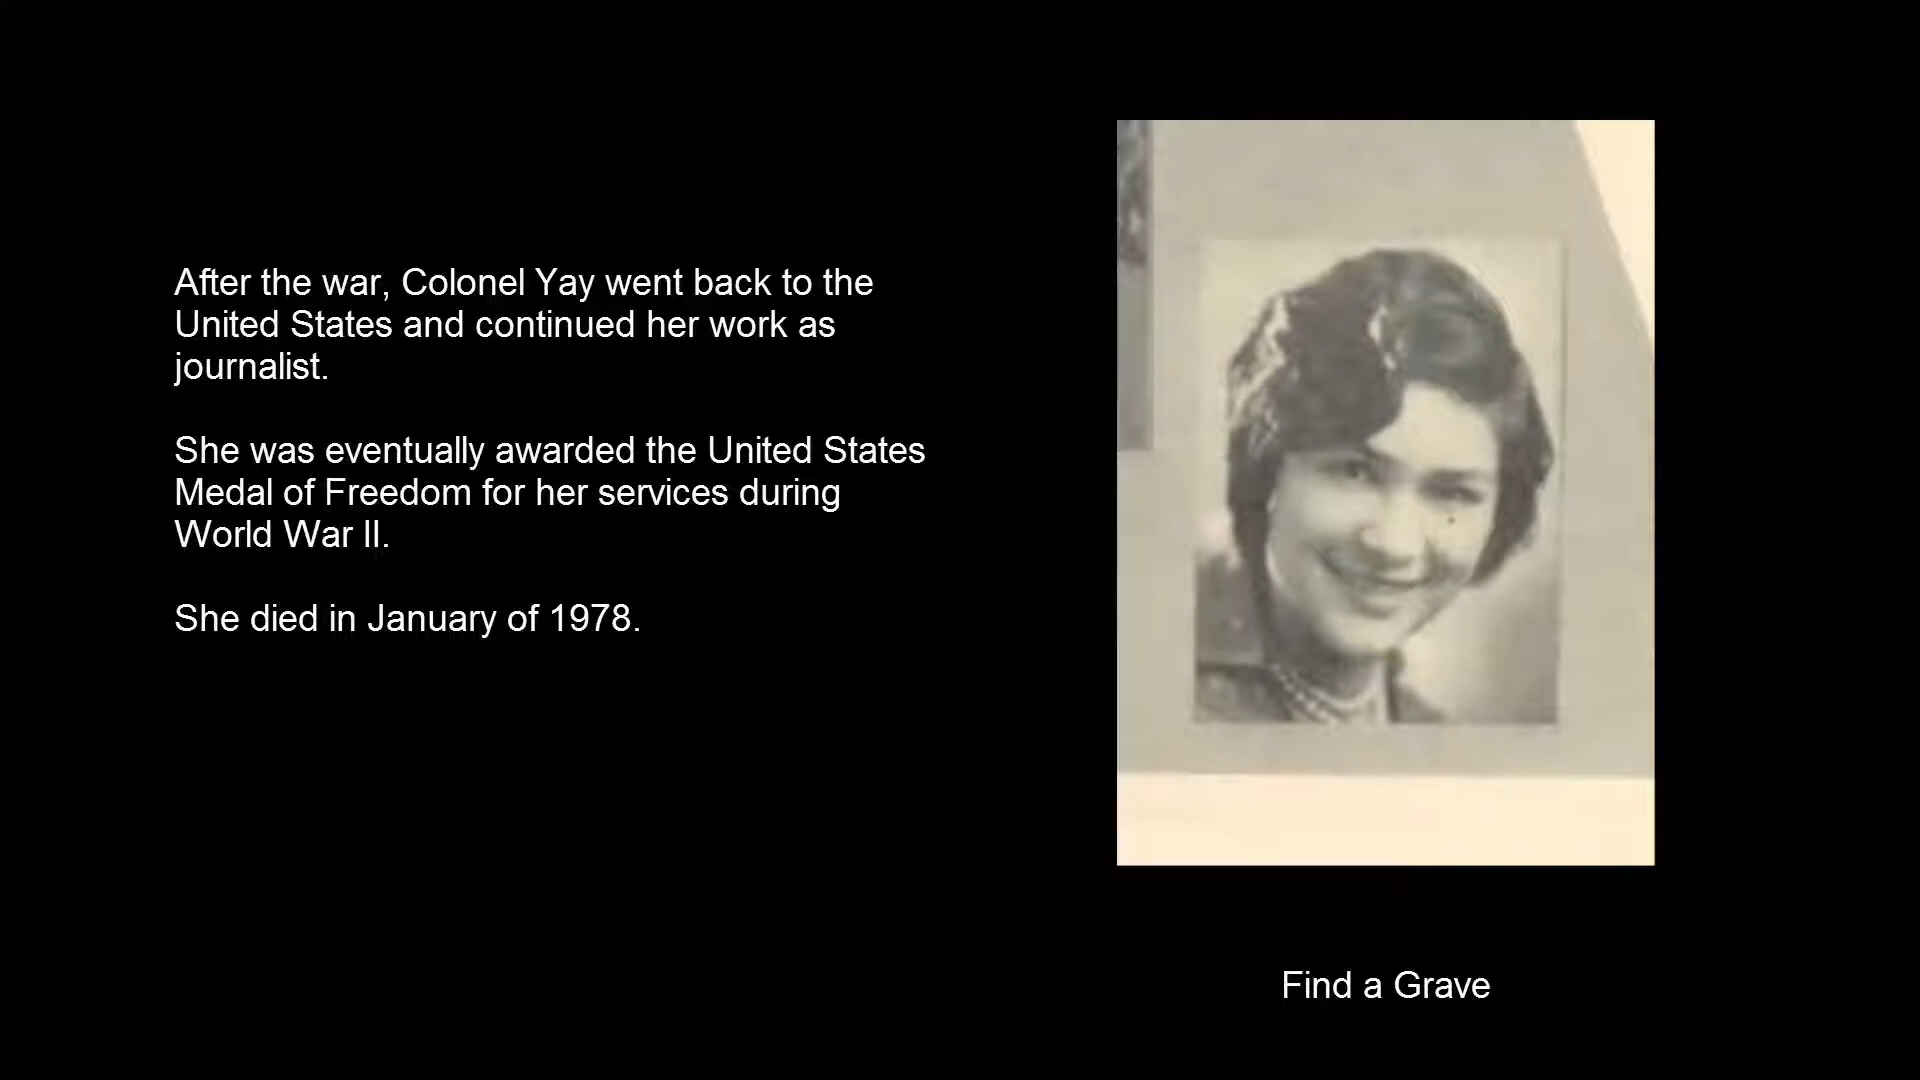 After the war, Colonel Yay went back to the
United States and continued her work as
journalist.
She was eventually awarded the United States
Medal of Freedom for her services during
World War II.
She died in January of 1978.
Find a Grave